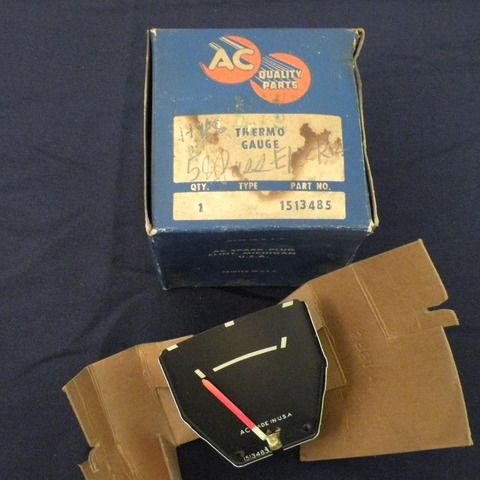 AC
QUALITY
PARTS
THERMO
GAUGE
QTY. TYPE PART NO.
1 1513485
AC SPARK PLUG
FLINT, MICHIGAN
U.S.A.
AC MADE IN U.S.A
1513485